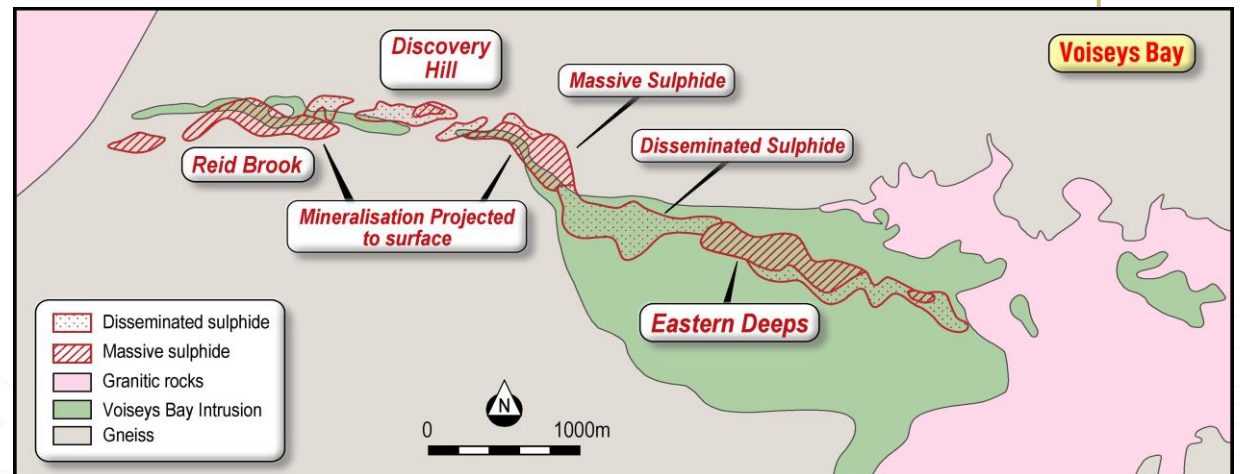 Discovery
Hill
Voiseys Bay
Massive Sulphide
Disseminated Sulphide
Reid Brook
Mineralisation Projected
to surface
Eastern Deeps
Disseminated sulphide
Massive sulphide
Granitic rocks
Voiseys Bay Intrusion
Gneiss
N
0 1000m